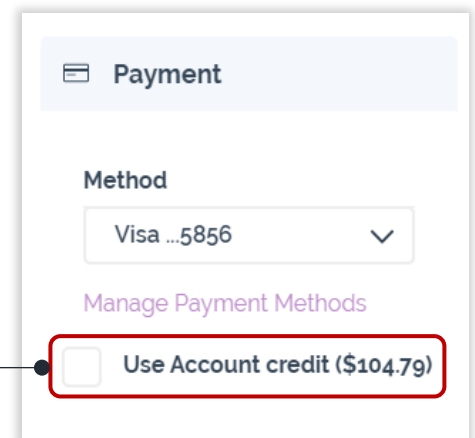 Payment
Method
Visa ...5856
Manage Payment Methods
Use Account credit ($104.79)